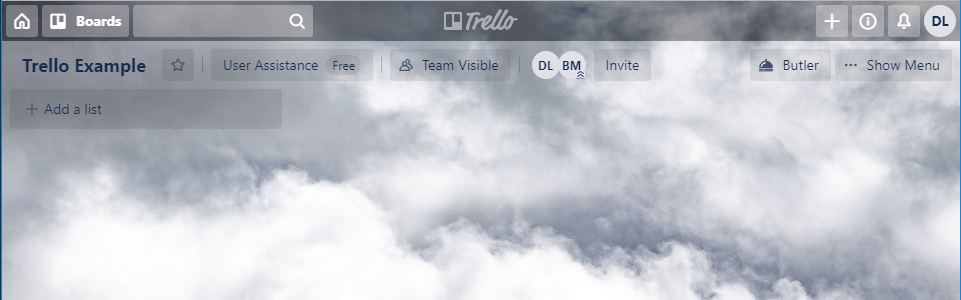 Boards Trello DL
Trello Example User Assistance Free Team Visible DL BM Invite Butler ··· Show Menu
+ Add a list